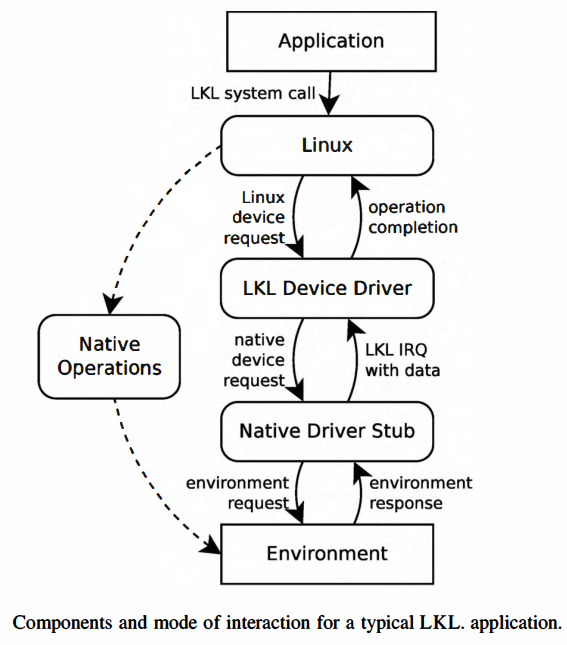 Application
LKL system call
Linux
Linux
device
request
operation
completion
LKL Device Driver
Native
Operations
native
device
request
LKL IRQ
with data
Native Driver Stub
environment
request
environment
response
Environment
Components and mode of interaction for a typical LKL. application.